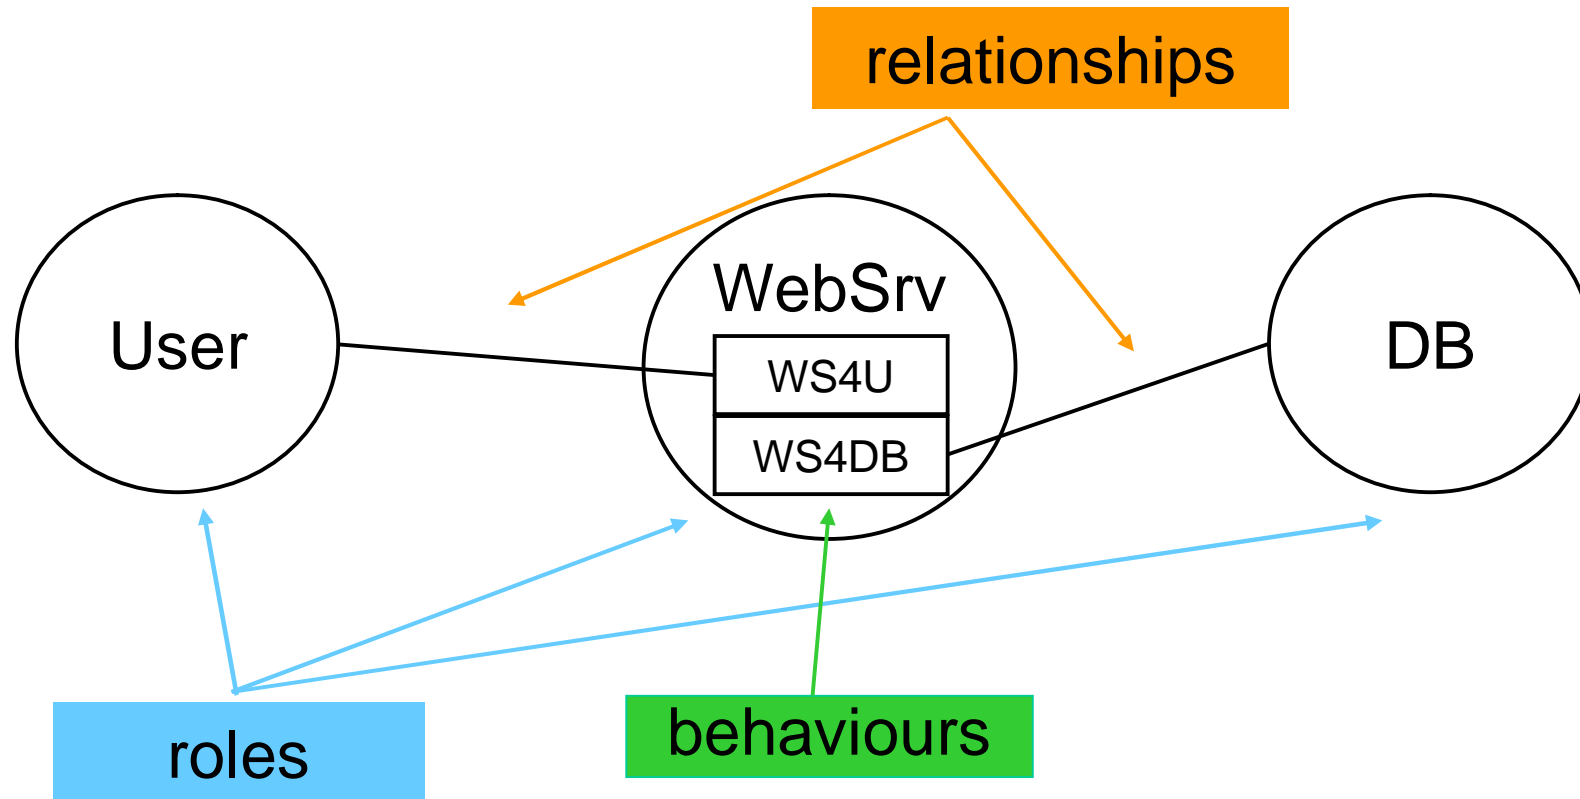 relationships
User
WebSrv
DB
WS4U
WS4DB
roles
behaviours